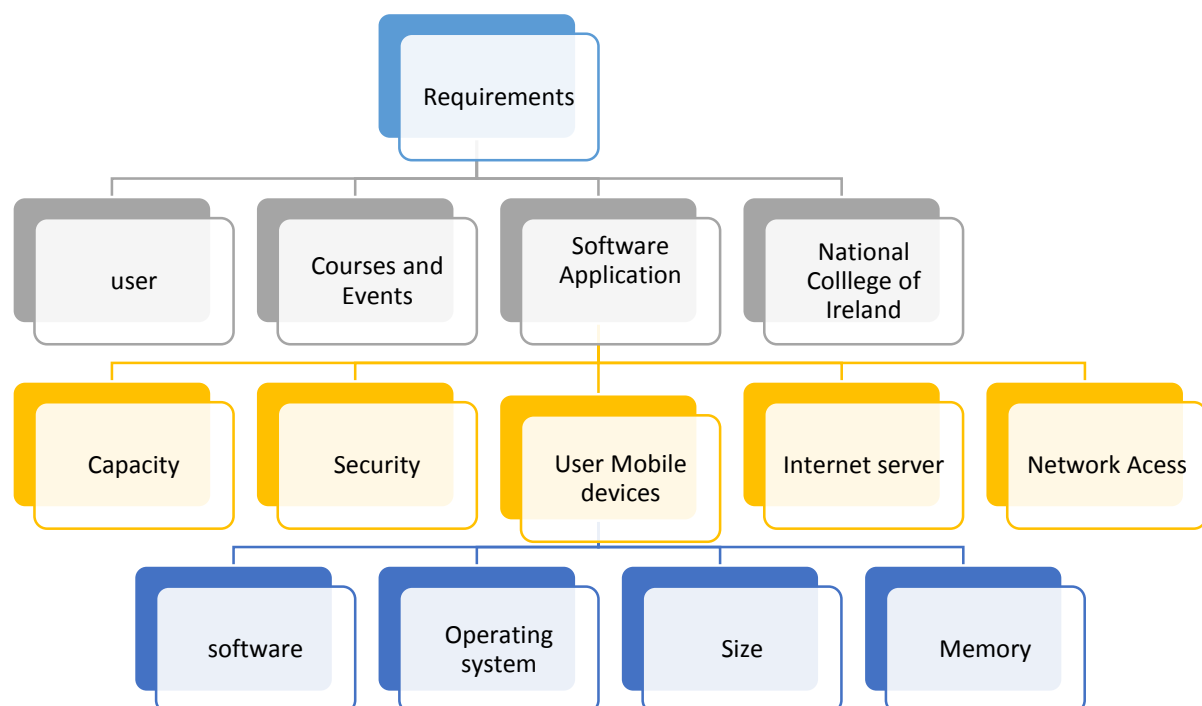 Requirements
user
Courses and
Events
Software
Application
National
Colllege of
Ireland
Capacity
Security
User Mobile
devices
Internet server
Network Acess
software
Operating
system
Size
Memory